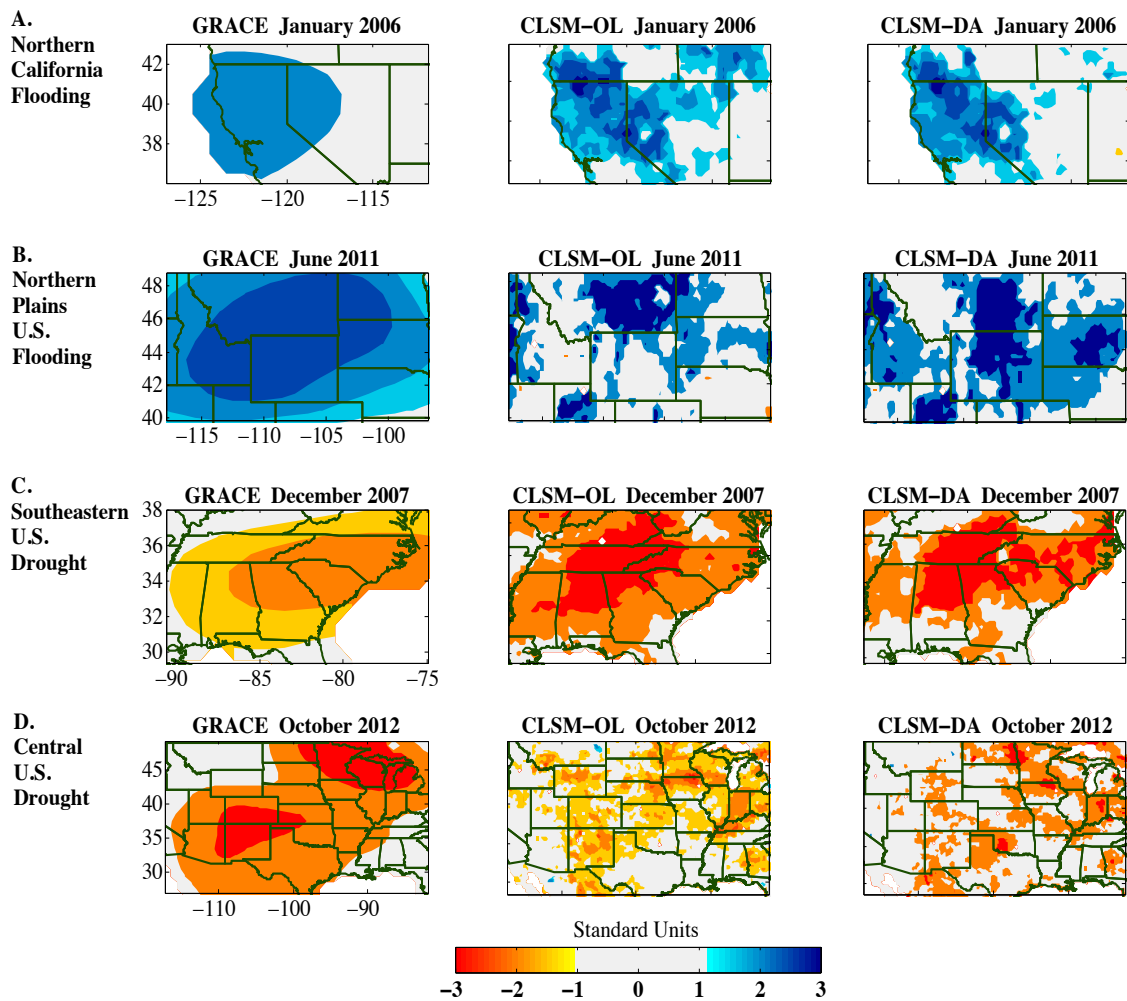 A.
Northern
California
Flooding
GRACE January 2006
CLSM−OL January 2006
CLSM−DA January 2006
42
40
38
−125 −120 −115
B.
Northern
Plains
U.S.
Flooding
GRACE June 2011
CLSM−OL June 2011
CLSM−DA June 2011
48
46
44
42
40
−115 −110 −105 −100
C.
Southeastern
U.S.
Drought
GRACE December 2007
CLSM−OL December 2007
CLSM−DA December 2007
38
36
34
32
30
−90 −85 −80 −75
D.
Central
U.S.
Drought
GRACE October 2012
CLSM−OL October 2012
CLSM−DA October 2012
45
40
35
30
−110 −100 −90
Standard Units
−3 −2 −1 0 1 2 3